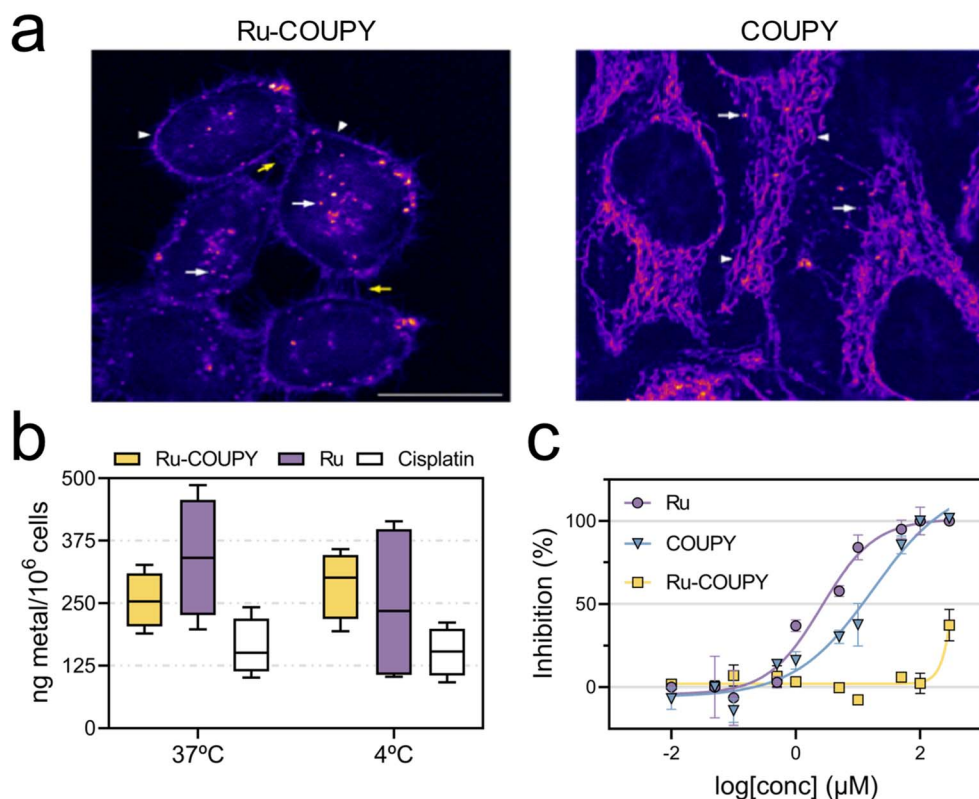 a
Ru-COUPY
COUPY
b
Ru-COUPY Ru Cisplatin
ng metal/10⁶ cells
500
375
250
125
0
37ºC 4ºC
c
Ru
COUPY
Ru-COUPY
Inhibition (%)
100
50
0
-2 0 2
log[conc] (µM)